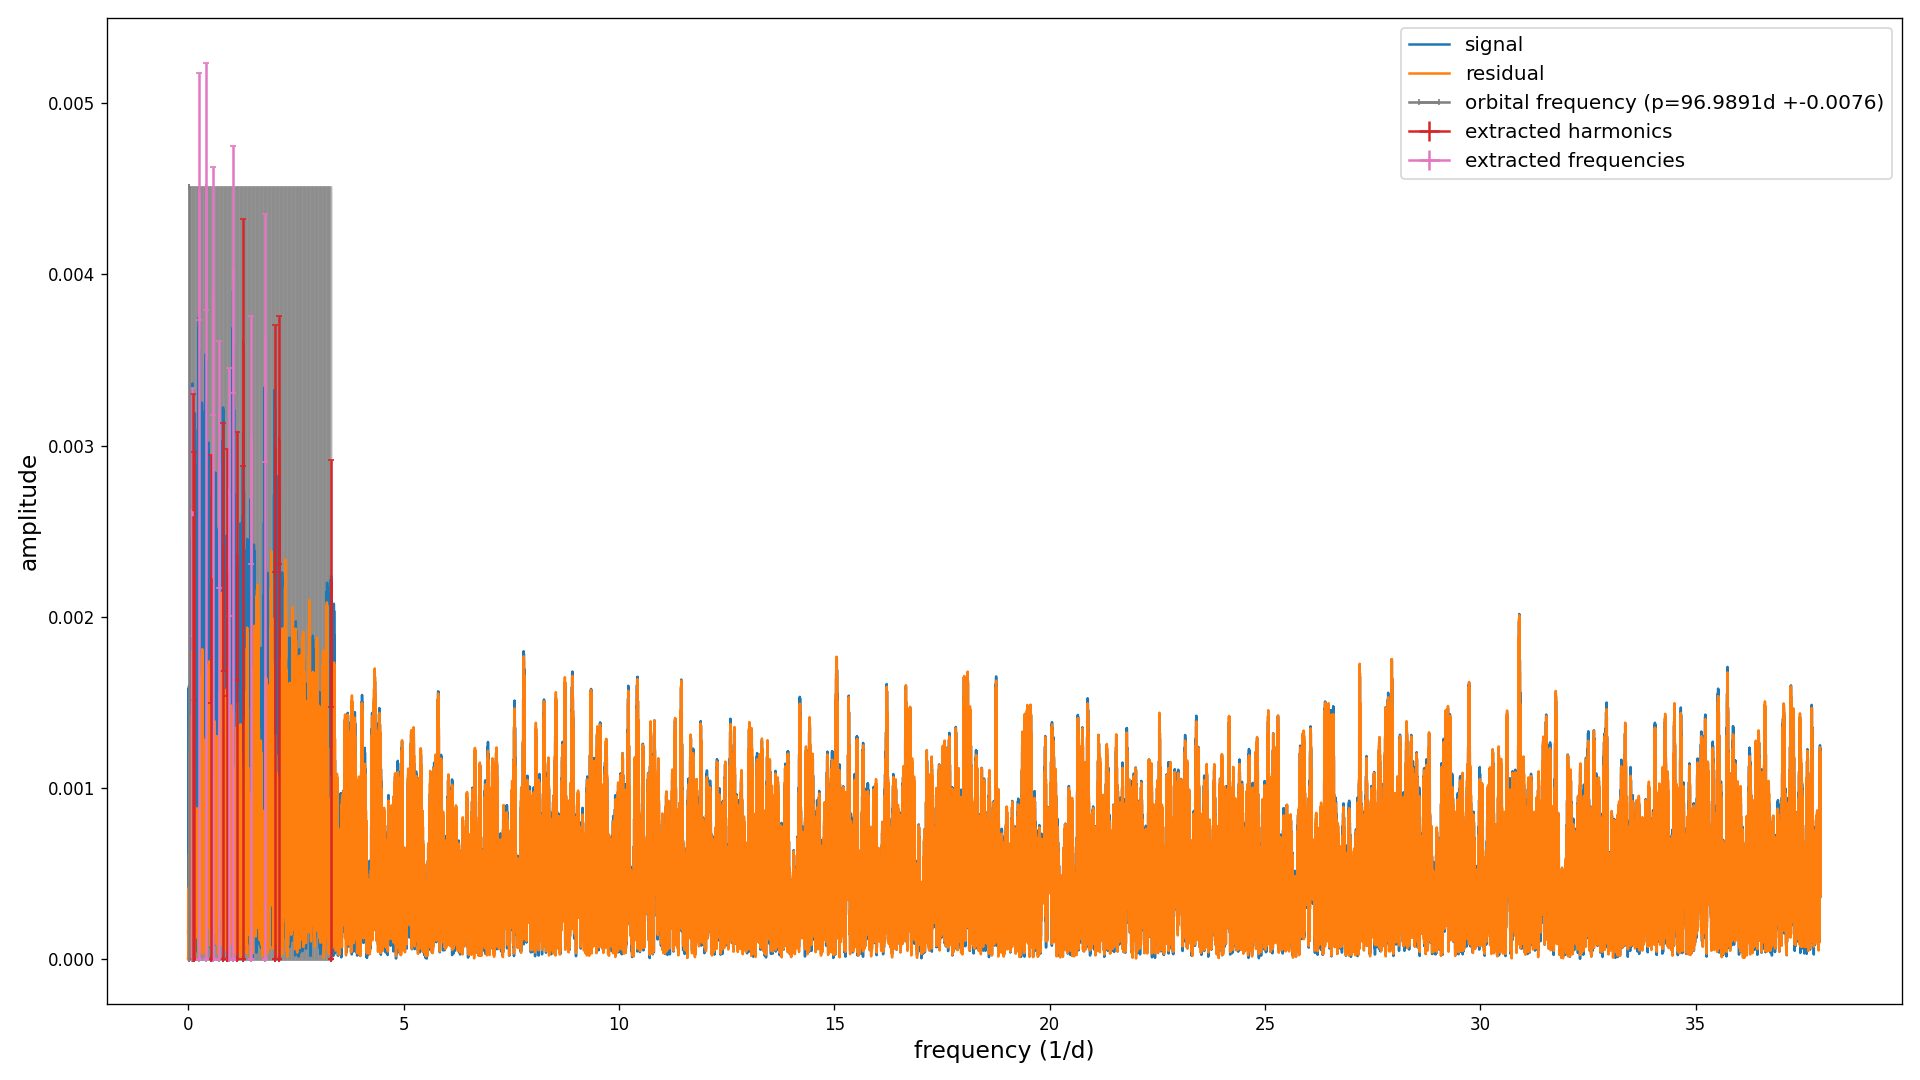 signal
residual
orbital frequency (p=96.9891d +-0.0076)
extracted harmonics
extracted frequencies
amplitude
0.005
0.004
0.003
0.002
0.001
0.000
0 5 10 15 20 25 30 35
frequency (1/d)